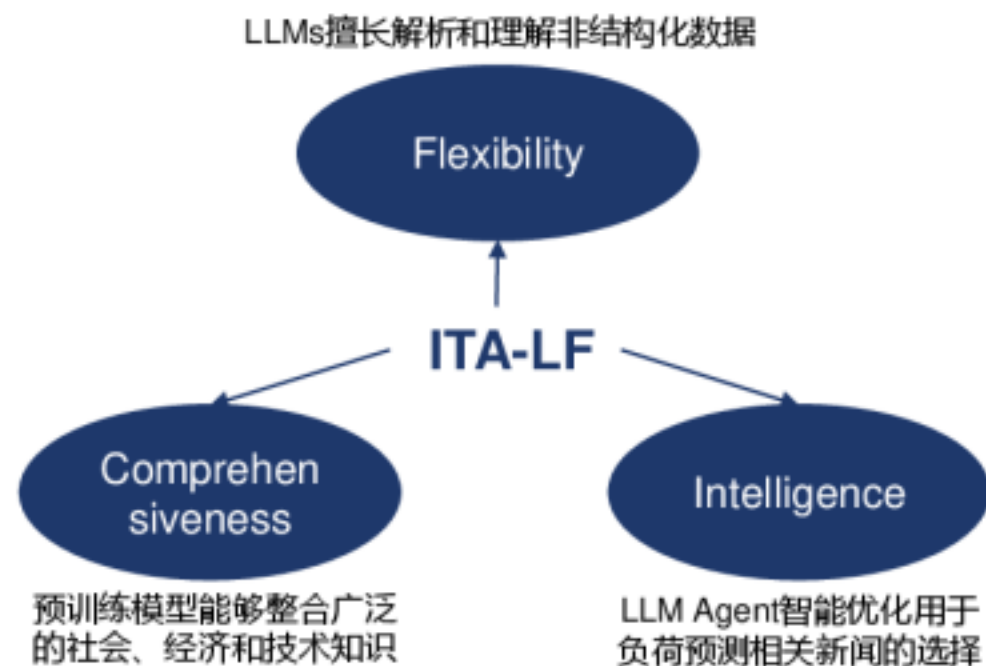 LLMs擅长解析和理解非结构化数据
Flexibility
ITA-LF
Comprehen
siveness
预训练模型能够整合广泛
的社会、经济和技术知识
Intelligence
LLM Agent智能优化用于
负荷预测相关新闻的选择